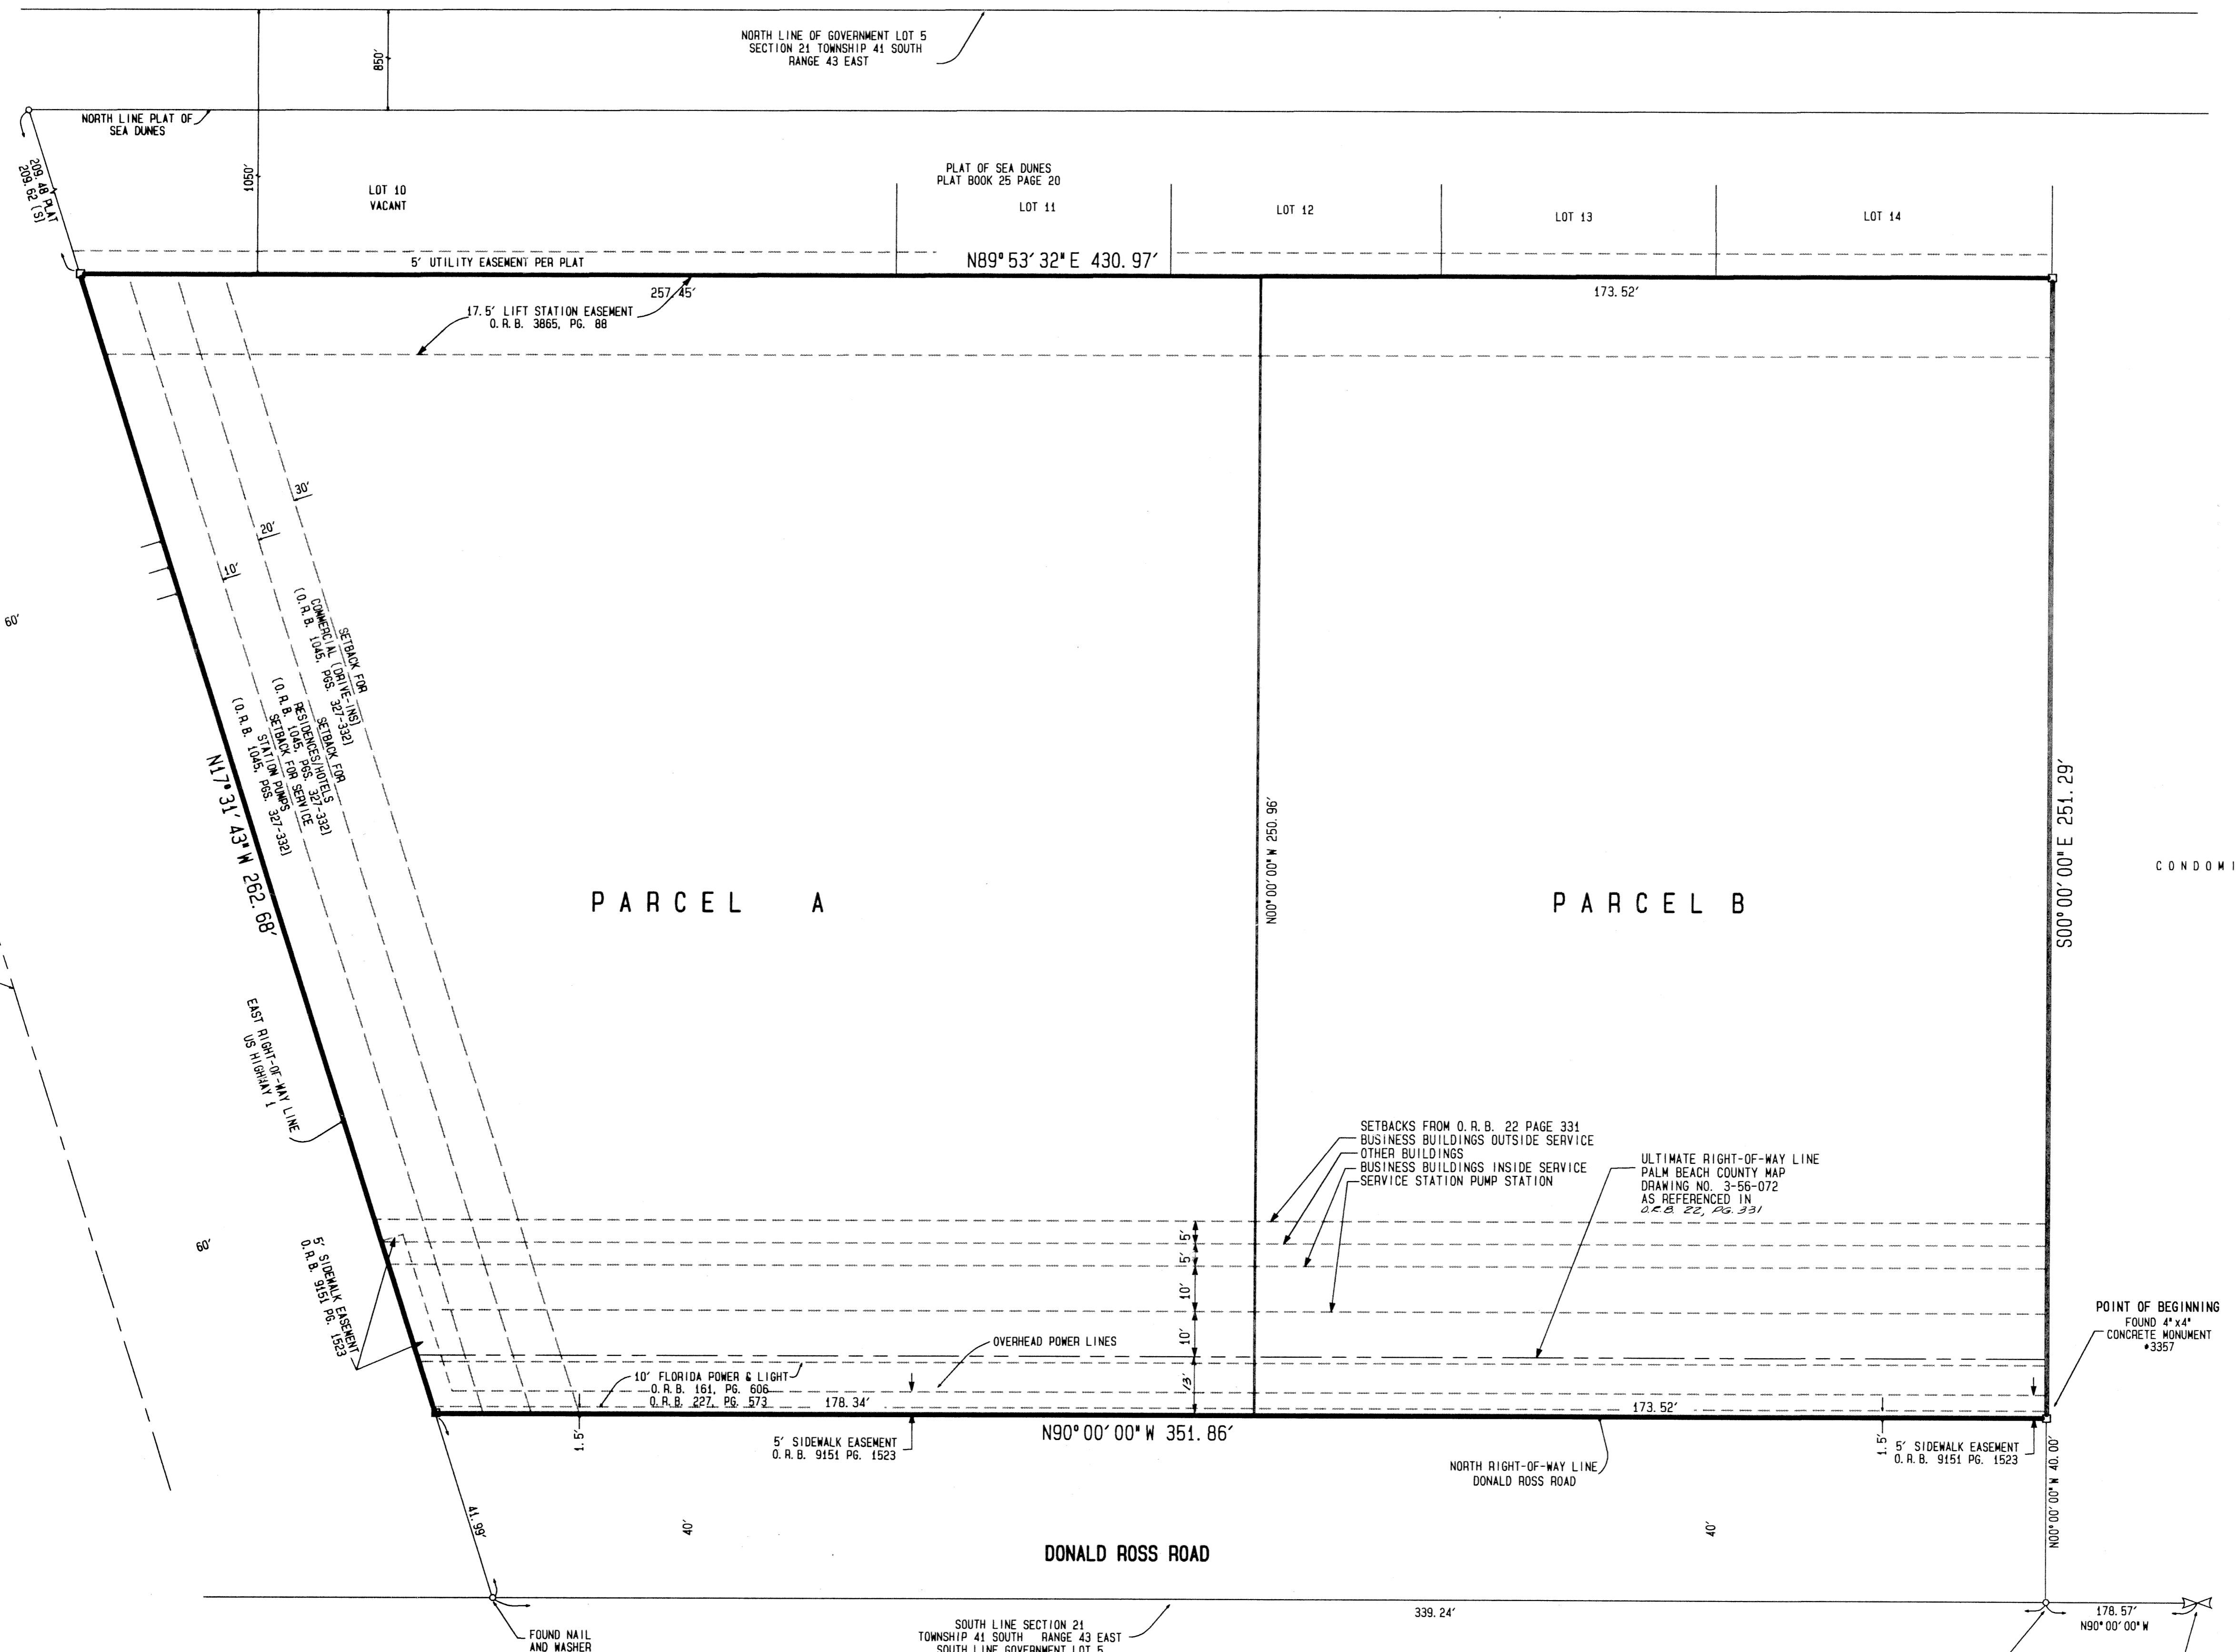 NORTH LINE OF GOVERNMENT LOT 5
SECTION 21 TOWNSHIP 41 SOUTH
RANGE 43 EAST
850'
NORTH LINE PLAT OF
SEA DUNES
209.48 PLAT
209.62 (S)
1050'
LOT 10
VACANT
PLAT OF SEA DUNES
PLAT BOOK 25 PAGE 20
LOT 11
LOT 12
LOT 13
LOT 14
5' UTILITY EASEMENT PER PLAT
N89°53'32"E 430.97'
257.45'
173.52'
17.5' LIFT STATION EASEMENT
O.R.B. 3865, PG. 88
30'
20'
10'
60'
SETBACK FOR
COMMERCIAL (DRIVE-INS)
(O.R.B. 1045, PGS. 327-332)
SETBACK FOR
RESIDENCES/HOTELS
(O.R.B. 1045, PGS. 327-332)
SETBACK FOR SERVICE
STATION PUMPS
(O.R.B. 1045, PGS. 327-332)
N17°31'43"W 262.68'
N00°00'00"W 250.96'
S00°00'00"E 251.29'
CONDOMI
PARCEL A
PARCEL B
EAST RIGHT-OF-WAY LINE
US HIGHWAY 1
SETBACKS FROM O.R.B. 22 PAGE 331
BUSINESS BUILDINGS OUTSIDE SERVICE
OTHER BUILDINGS
BUSINESS BUILDINGS INSIDE SERVICE
SERVICE STATION PUMP STATION
ULTIMATE RIGHT-OF-WAY LINE
PALM BEACH COUNTY MAP
DRAWING NO. 3-56-072
AS REFERENCED IN
O.R.B. 22, PG. 331
60'
5' SIDEWALK EASEMENT
O.R.B. 9151 PG. 1523
5'
5'
10'
10'
13'
POINT OF BEGINNING
FOUND 4"x4"
CONCRETE MONUMENT
#3357
OVERHEAD POWER LINES
10' FLORIDA POWER & LIGHT
O.R.B. 161, PG. 606
O.R.B. 227, PG. 573
178.34'
173.52'
1.5'
5' SIDEWALK EASEMENT
O.R.B. 9151 PG. 1523
N90°00'00"W 351.86'
NORTH RIGHT-OF-WAY LINE
DONALD ROSS ROAD
1.5'
5' SIDEWALK EASEMENT
O.R.B. 9151 PG. 1523
N00°00'00"W 40.00'
41.99'
40'
40'
DONALD ROSS ROAD
FOUND NAIL
AND WASHER
SOUTH LINE SECTION 21
TOWNSHIP 41 SOUTH RANGE 43 EAST
SOUTH LINE GOVERNMENT LOT 5
339.24'
178.57'
N90°00'00"W